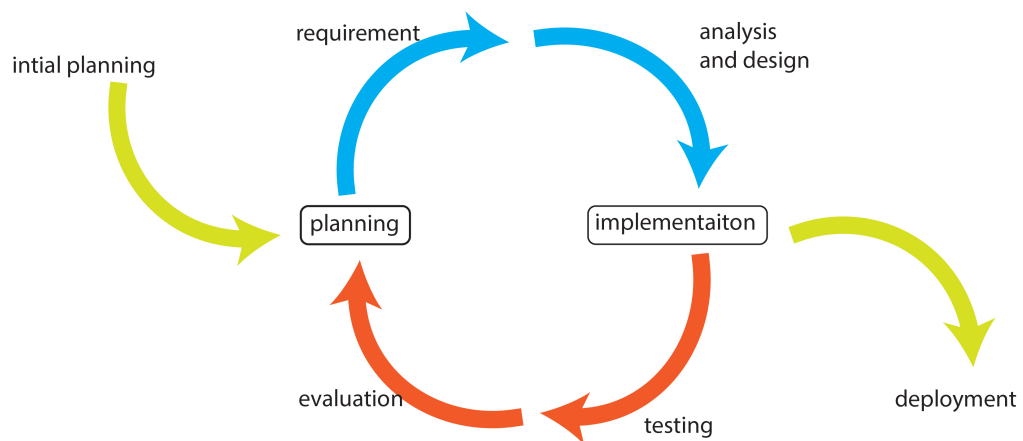 requirement
analysis
and design
intial planning
planning
implementaiton
evaluation
testing
deployment